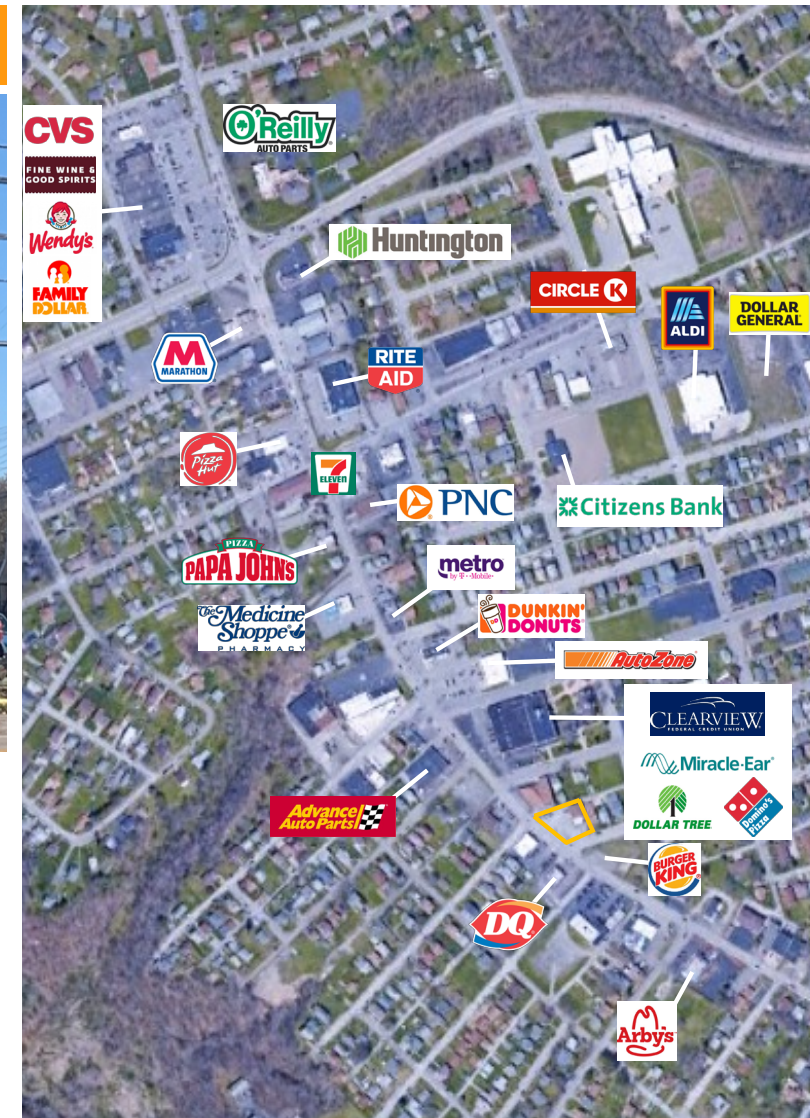 CVS
FINE WINE &
GOOD SPIRITS
Wendy's
FAMILY
DOLLAR
O'Reilly
AUTO PARTS
Huntington
CIRCLE K
ALDI
DOLLAR
GENERAL
M
MARATHON
RITE
AID
Pizza
Hut
7
ELEVEN
PNC
Citizens Bank
PIZZA
PAPA JOHNS
metro
by T-Mobile
The Medicine
Shoppe
PHARMACY
DUNKIN'
DONUTS
DD
AutoZone
CLEARVIEW
FEDERAL CREDIT UNION
Miracle-Ear®
DOLLAR TREE
Domino's
Pizza
Advance
Auto Parts
BURGER
KING
DQ
Arby's